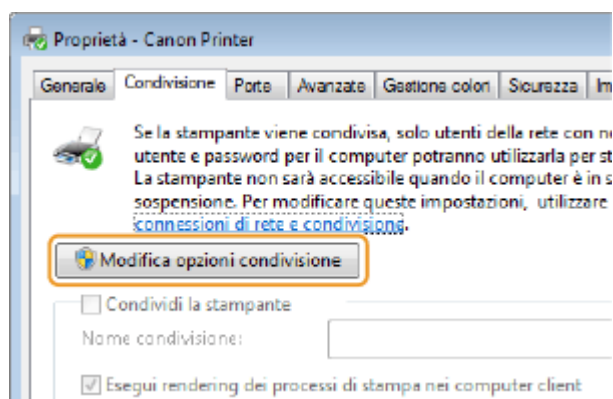 Proprietà - Canon Printer
Generale Condivisione Porte Avanzate Gestione colori Sicurezza Im
Se la stampante viene condivisa, solo utenti della rete con n
utente e password per il computer potranno utilizzarla per st
La stampante non sarà accessibile quando il computer è in s
sospensione. Per modificare queste impostazioni, utilizzare
connessioni di rete e condivisione.
Modifica opzioni condivisione
Condividi la stampante
Nome condivisione:
Esegui rendering dei processi di stampa nei computer client